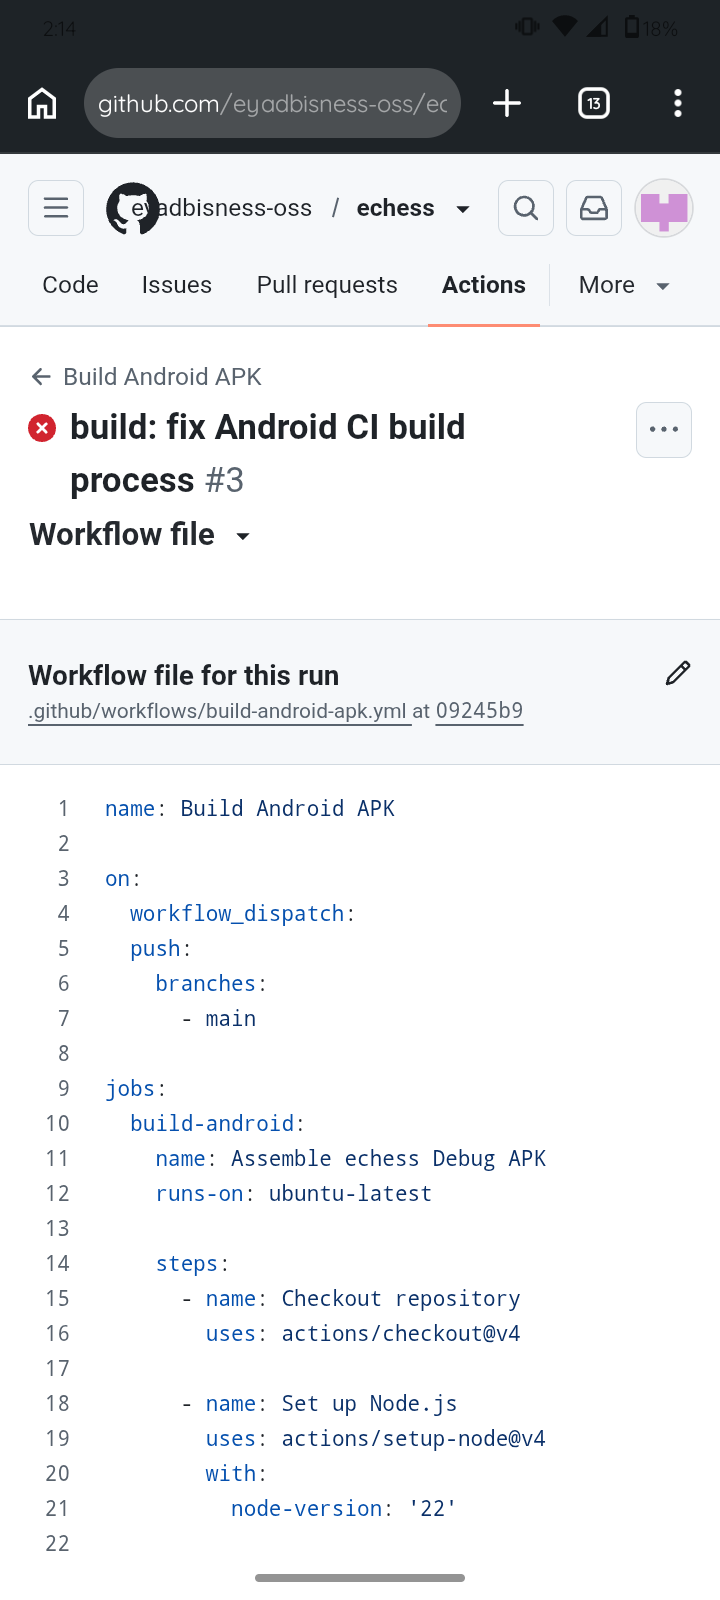 2:14 18%
github.com/eyadbisness-oss/ec 13
eyadbisness-oss / echess
Code Issues Pull requests Actions More
Build Android APK
build: fix Android CI build
process #3
Workflow file
Workflow file for this run
.github/workflows/build-android-apk.yml at 09245b9
1 name: Build Android APK
2
3 on:
4 workflow_dispatch:
5 push:
6 branches:
7 - main
8
9 jobs:
10 build-android:
11 name: Assemble echess Debug APK
12 runs-on: ubuntu-latest
13
14 steps:
15 - name: Checkout repository
16 uses: actions/checkout@v4
17
18 - name: Set up Node.js
19 uses: actions/setup-node@v4
20 with:
21 node-version: '22'
22